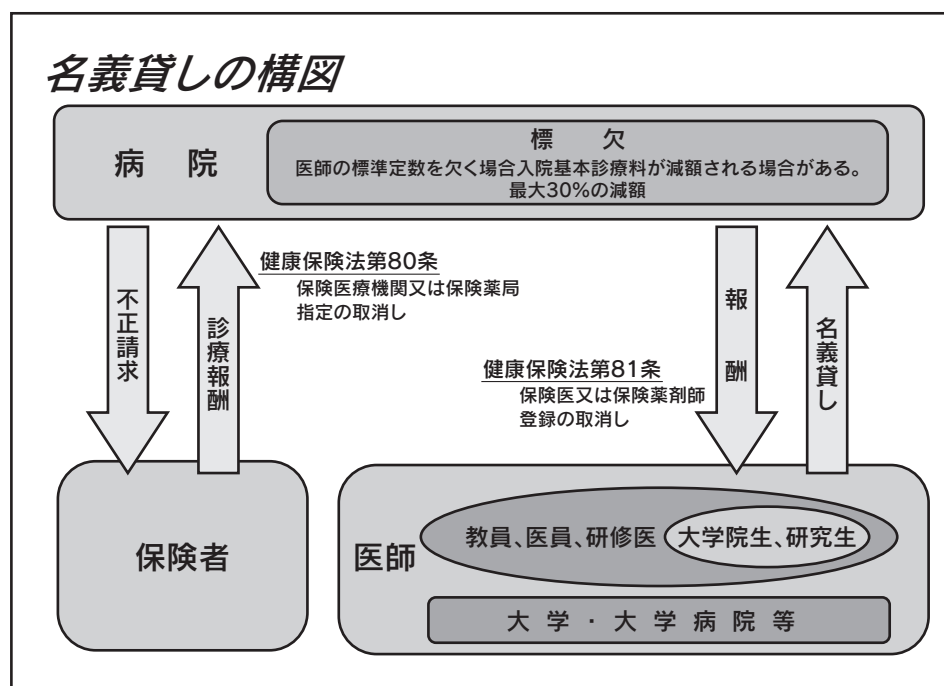 名義貸しの構図
病　院
標　欠
医師の標準定数を欠く場合入院基本診療料が減額される場合がある。
最大30%の減額
不正請求
診療報酬
健康保険法第80条
保険医療機関又は保険薬局
指定の取消し
健康保険法第81条
保険医又は保険薬剤師
登録の取消し
報　酬
名義貸し
保険者
医師
教員、医員、研修医
大学院生、研究生
大学・大学病院等